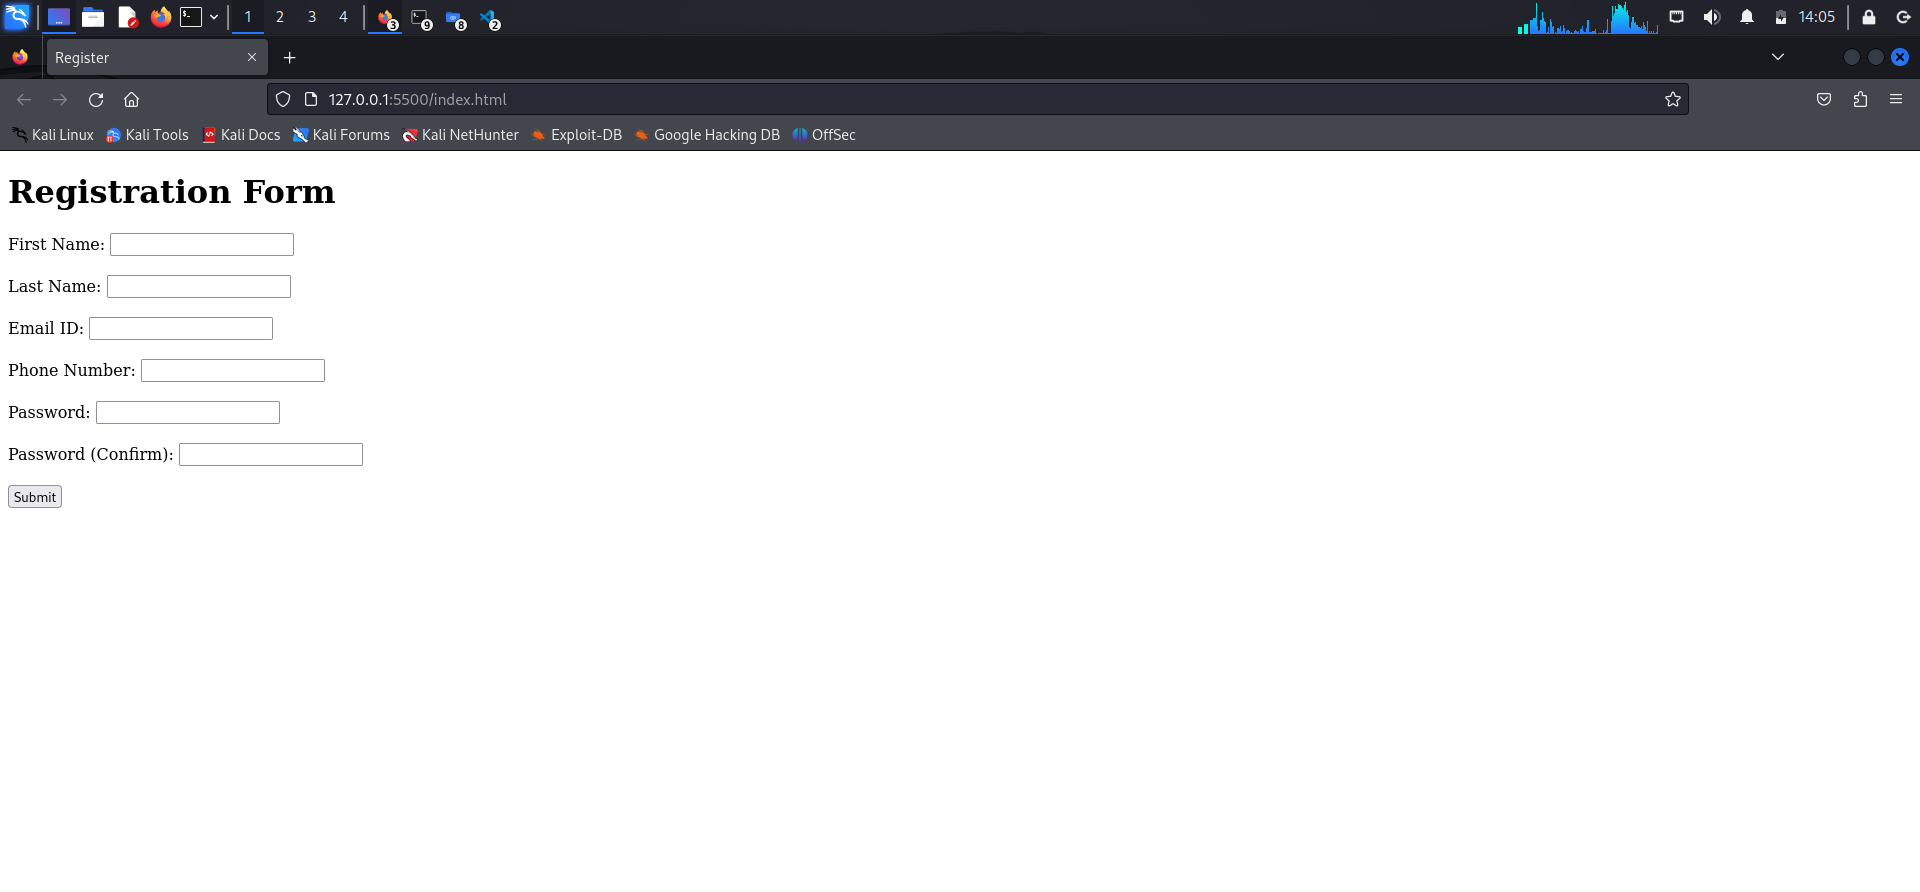 1 2 3 4 3 9 8 2 14:05
Register
127.0.0.1:5500/index.html
Kali Linux Kali Tools Kali Docs Kali Forums Kali NetHunter Exploit-DB Google Hacking DB OffSec
Registration Form
First Name:
Last Name:
Email ID:
Phone Number:
Password:
Password (Confirm):
Submit